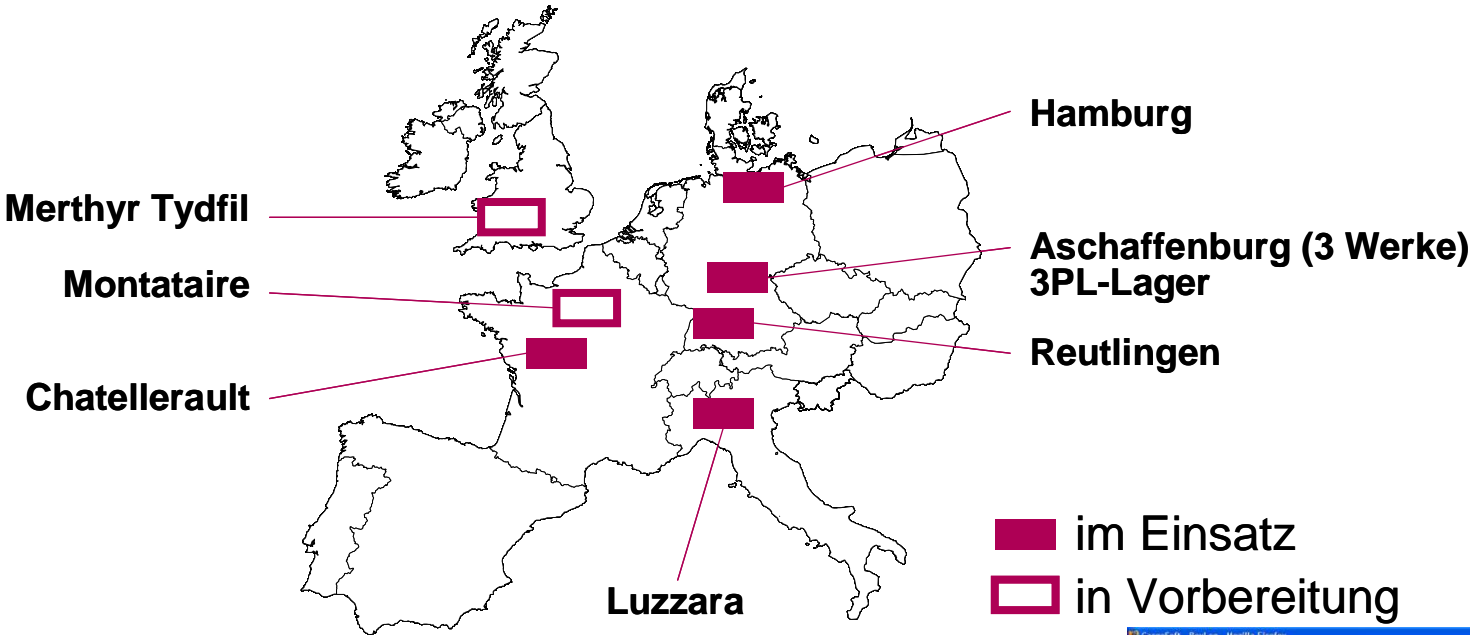 Hamburg
Merthyr Tydfil
Aschaffenburg (3 Werke)
3PL-Lager
Montataire
Reutlingen
Chatellerault
Luzzara
im Einsatz
in Vorbereitung